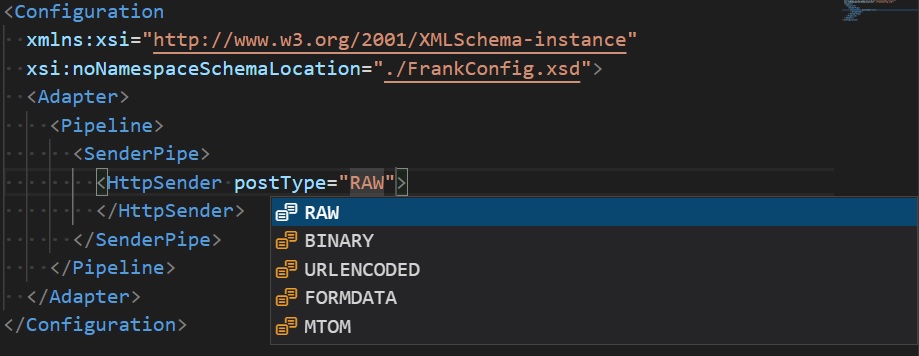 <Configuration
xmlns:xsi="http://www.w3.org/2001/XMLSchema-instance"
xsi:noNamespaceSchemaLocation="./FrankConfig.xsd">
<Adapter>
<Pipeline>
<SenderPipe>
<HttpSender postType="RAW">
</HttpSender>
</SenderPipe>
</Pipeline>
</Adapter>
</Configuration>
RAW
BINARY
URLENCODED
FORMDATA
MTOM